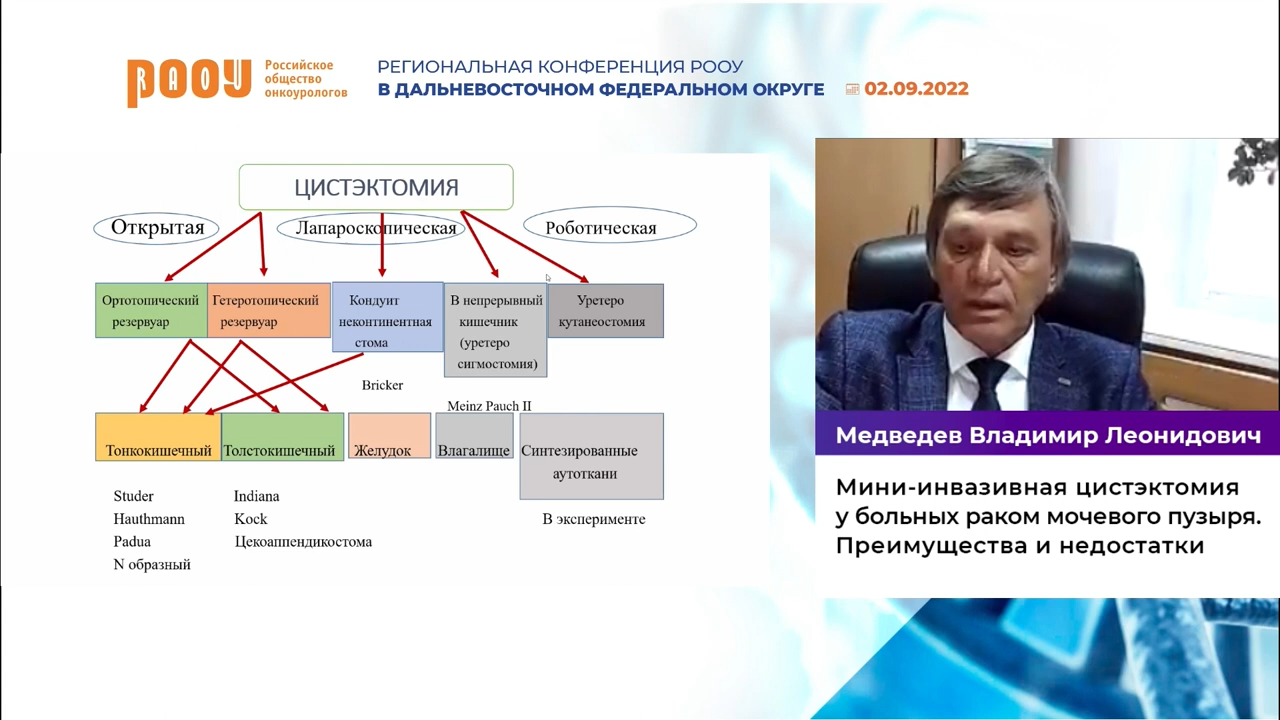 РООУ
RAOU
Российское
общество
онкоурологов
РЕГИОНАЛЬНАЯ КОНФЕРЕНЦИЯ РООУ
В ДАЛЬНЕВОСТОЧНОМ ФЕДЕРАЛЬНОМ ОКРУГЕ
02.09.2022
ЦИСТЭКТОМИЯ
Открытая
Лапароскопическая
Роботическая
Ортотопический
резервуар
Гетеротопический
резервуар
Кондуит
неконтинентная
стома
В непрерывный
кишечник
(уретеро
сигмостомия)
Уретеро
кутанеостомия
Bricker
Meinz Pauch II
Тонкокишечный
Толстокишечный
Желудок
Влагалище
Синтезированные
аутоткани
Studer
Hauthmann
Padua
N образный
Indiana
Kock
Цекоаппендикостома
В эксперименте
Медведев Владимир Леонидович
Мини-инвазивная цистэктомия
у больных раком мочевого пузыря.
Преимущества и недостатки